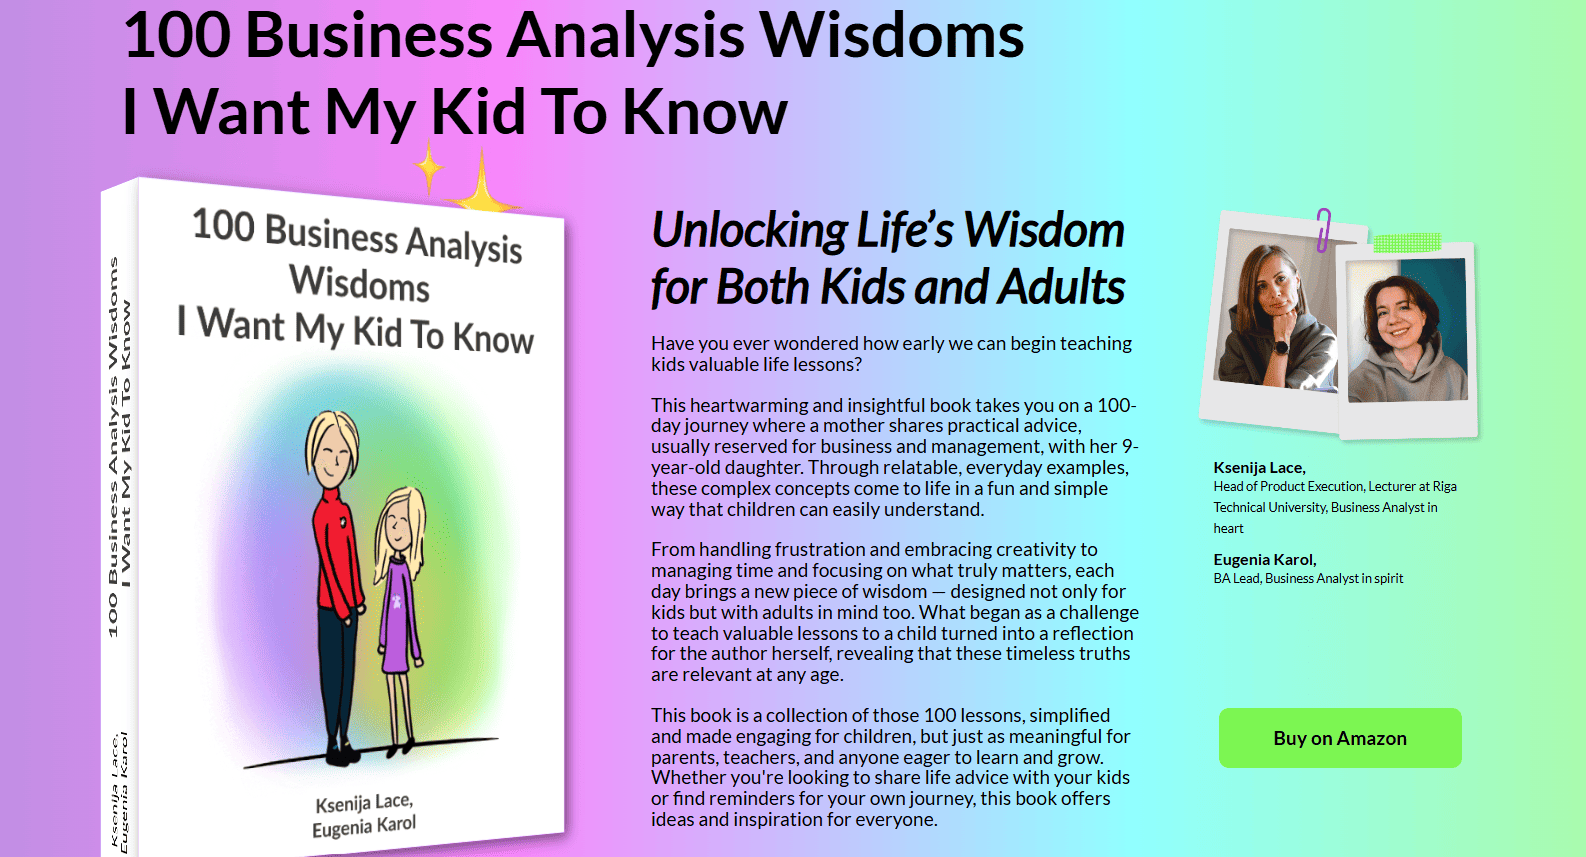 100 Business Analysis Wisdoms
I Want My Kid To Know
100 Business Analysis
Wisdoms
I Want My Kid To Know
Ksenija Lace,
Eugenia Karol
100 Business Analysis Wisdoms
I Want My Kid To Know
Ksenija Lace,
Eugenia Karol
Unlocking Life’s Wisdom
for Both Kids and Adults
Have you ever wondered how early we can begin teaching
kids valuable life lessons?
This heartwarming and insightful book takes you on a 100-
day journey where a mother shares practical advice,
usually reserved for business and management, with her 9-
year-old daughter. Through relatable, everyday examples,
these complex concepts come to life in a fun and simple
way that children can easily understand.
From handling frustration and embracing creativity to
managing time and focusing on what truly matters, each
day brings a new piece of wisdom — designed not only for
kids but with adults in mind too. What began as a challenge
to teach valuable lessons to a child turned into a reflection
for the author herself, revealing that these timeless truths
are relevant at any age.
This book is a collection of those 100 lessons, simplified
and made engaging for children, but just as meaningful for
parents, teachers, and anyone eager to learn and grow.
Whether you're looking to share life advice with your kids
or find reminders for your own journey, this book offers
ideas and inspiration for everyone.
Ksenija Lace,
Head of Product Execution, Lecturer at Riga
Technical University, Business Analyst in
heart
Eugenia Karol,
BA Lead, Business Analyst in spirit
Buy on Amazon